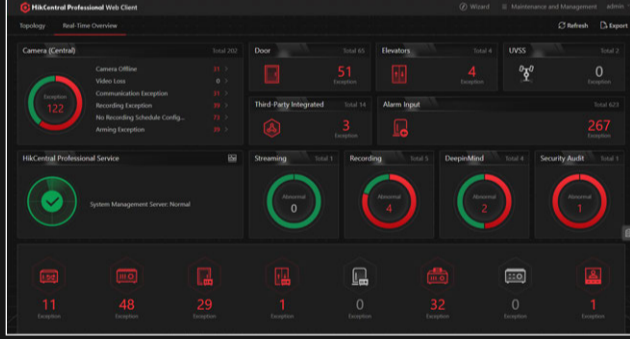 HikCentral Professional Web Client
Wizard
Maintenance and Management
admin
Topology
Real-Time Overview
Refresh
Export
Camera (Central)
Total 202
Exception
122
Camera Offline
Video Loss
0
Communication Exception
Recording Exception
No Recording Schedule Config...
Arming Exception
Door
Total 65
51
Exception
Elevators
Total 4
4
Exception
UVSS
Total 2
0
Exception
Third-Party Integrated
Total 14
3
Exception
Alarm Input
Total 623
267
Exception
HikCentral Professional Service
System Management Server: Normal
Streaming
Total 1
Abnormal
0
Recording
Total 5
Abnormal
4
DeepinMind
Total 4
Abnormal
2
Security Audit
Total 1
Abnormal
1
11
Exception
48
Exception
29
Exception
1
Exception
0
Exception
32
Exception
0
Exception
1
Exception